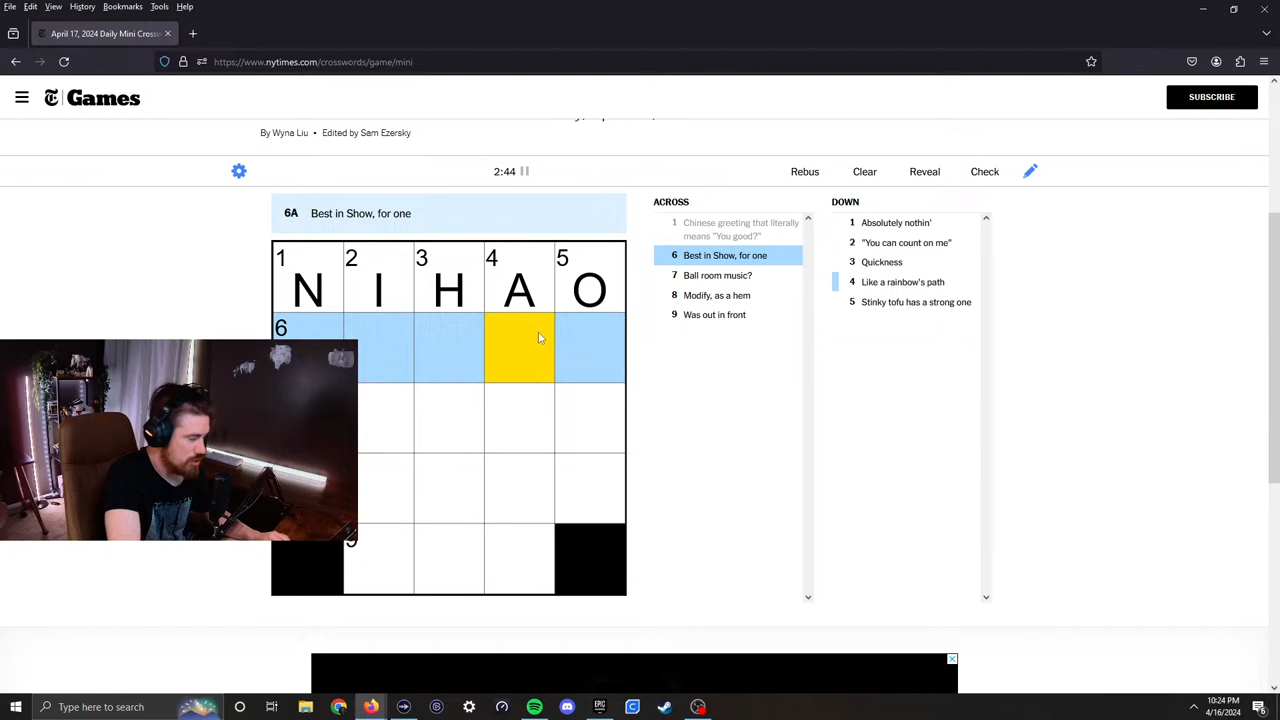 File Edit View History Bookmarks Tools Help
April 17, 2024 Daily Mini Cross
https://www.nytimes.com/crosswords/game/mini
Games
SUBSCRIBE
By Wyna Liu • Edited by Sam Ezersky
2:44
Rebus Clear Reveal Check
6A Best in Show, for one
1 2 3 4 5
N I H A O
6
ACROSS
1 Chinese greeting that literally
means "You good?"
6 Best in Show, for one
7 Ball room music?
8 Modify, as a hem
9 Was out in front
DOWN
1 Absolutely nothin'
2 "You can count on me"
3 Quickness
4 Like a rainbow's path
5 Stinky tofu has a strong one
Type here to search
10:24 PM
4/16/2024